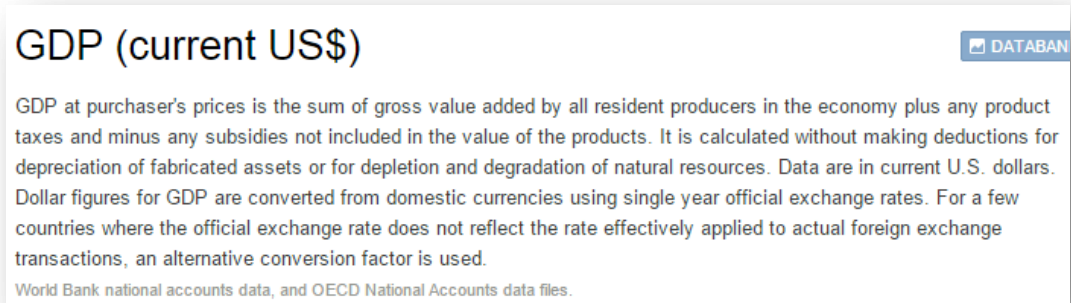 GDP (current US$)
DATABAN
GDP at purchaser's prices is the sum of gross value added by all resident producers in the economy plus any product
taxes and minus any subsidies not included in the value of the products. It is calculated without making deductions for
depreciation of fabricated assets or for depletion and degradation of natural resources. Data are in current U.S. dollars.
Dollar figures for GDP are converted from domestic currencies using single year official exchange rates. For a few
countries where the official exchange rate does not reflect the rate effectively applied to actual foreign exchange
transactions, an alternative conversion factor is used.
World Bank national accounts data, and OECD National Accounts data files.